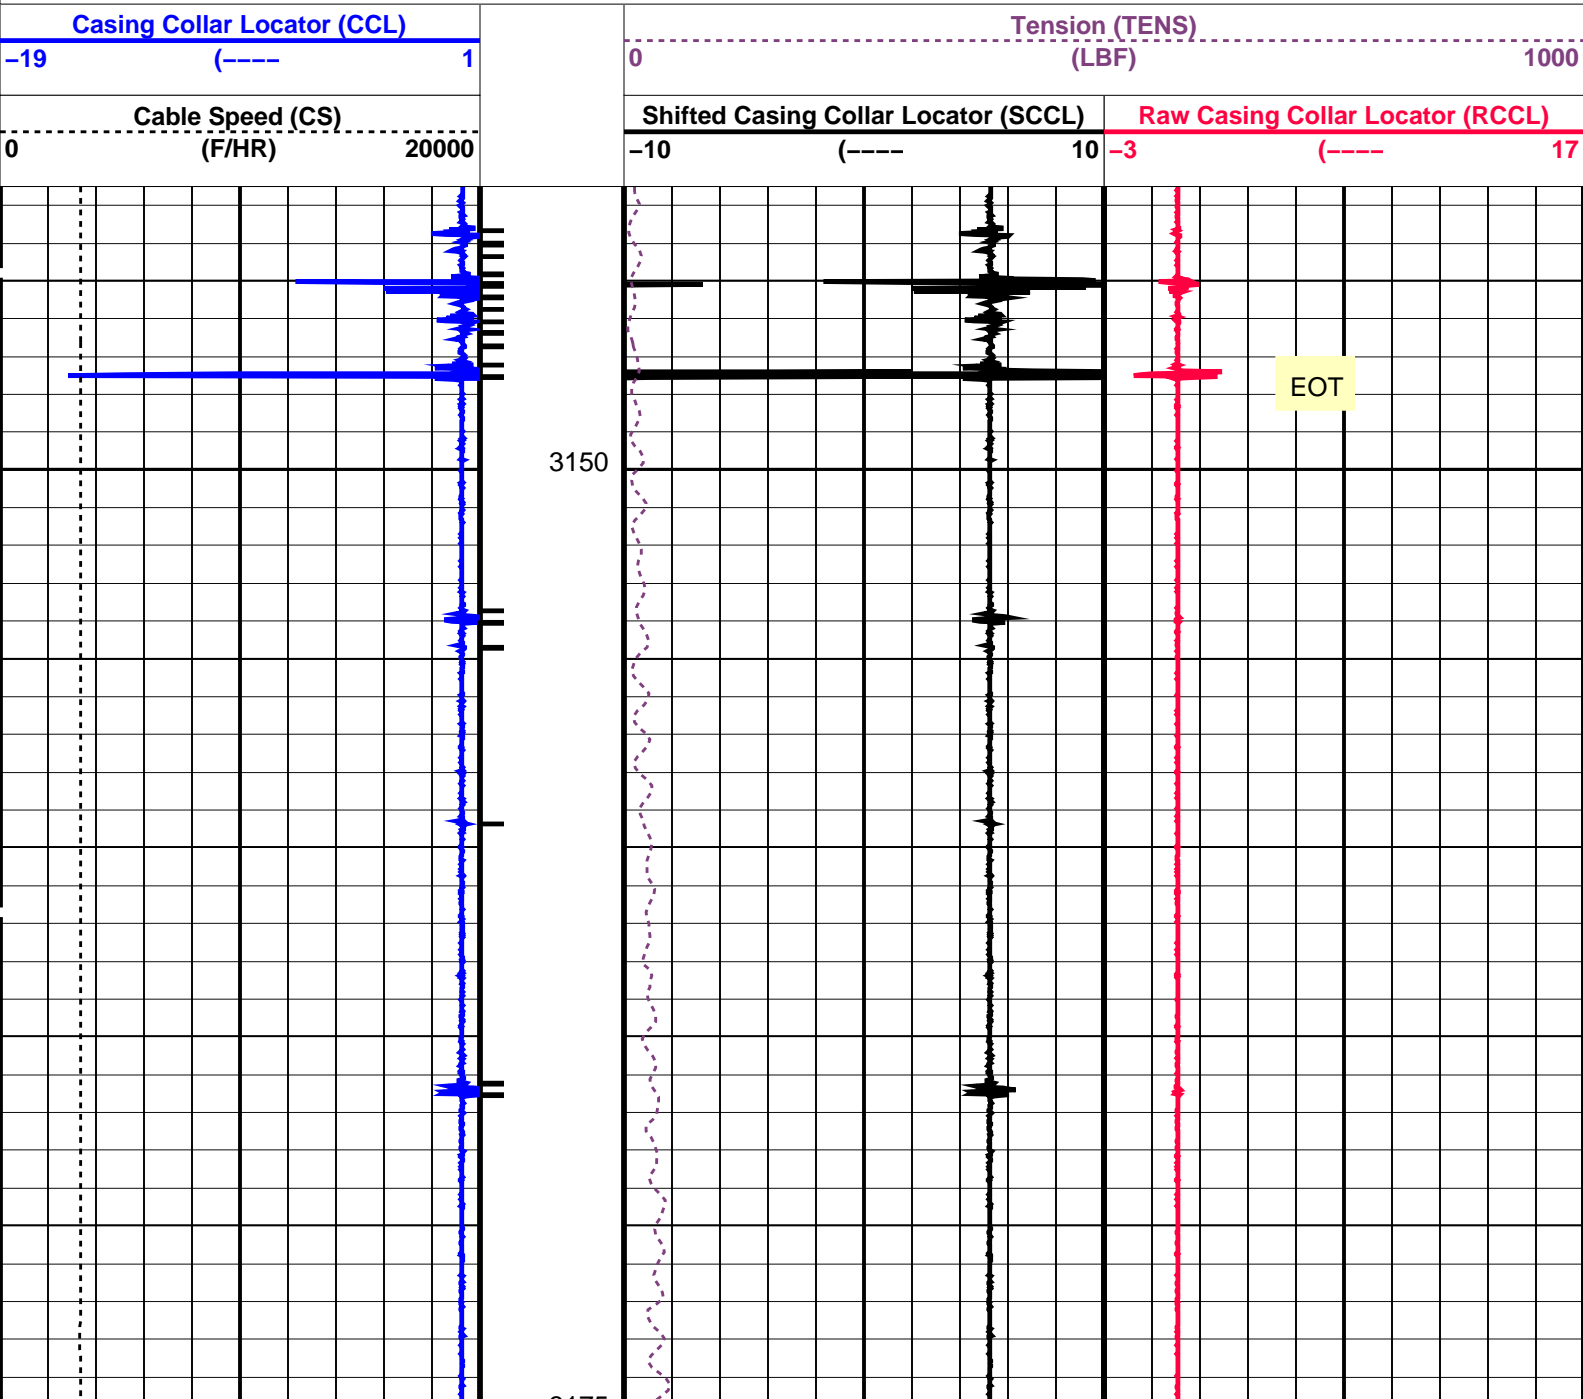 Casing Collar Locator (CCL)
−19 (−−−− 1
Tension (TENS)
0 (LBF) 1000
Cable Speed (CS)
0 (F/HR) 20000
Shifted Casing Collar Locator (SCCL)
−10 (−−−− 10
Raw Casing Collar Locator (RCCL)
−3 (−−−− 17
EOT
3150